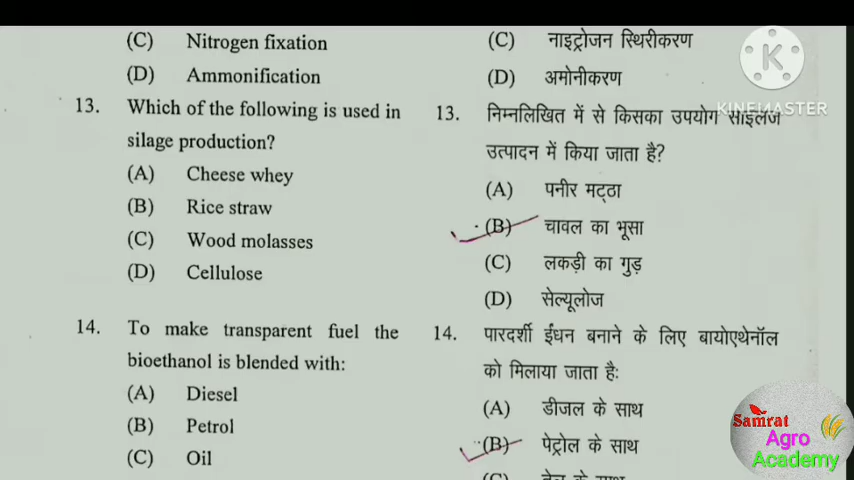 (C) Nitrogen fixation
(D) Ammonification
13. Which of the following is used in
silage production?
(A) Cheese whey
(B) Rice straw
(C) Wood molasses
(D) Cellulose
14. To make transparent fuel the
bioethanol is blended with:
(A) Diesel
(B) Petrol
(C) Oil
(C) नाइट्रोजन स्थिरीकरण
(D) अमोनीकरण
13. निम्नलिखित में से किसका उपयोग साइलेज
उत्पादन में किया जाता है?
(A) पनीर मट्ठा
(B) चावल का भूसा
(C) लकड़ी का गुड़
(D) सेल्यूलोज
14. पारदर्शी ईंधन बनाने के लिए बायोएथेनॉल
को मिलाया जाता है:
(A) डीजल के साथ
(B) पेट्रोल के साथ
(C) तेल के साथ
K
KINEMASTER
Samrat
Agro
Academy